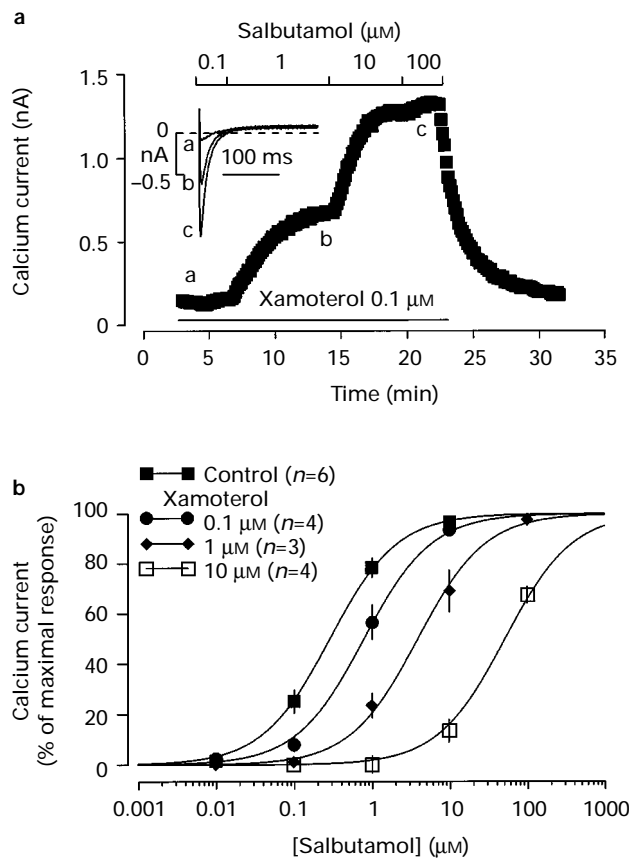 a
Salbutamol (μM)
0.1 1 10 100
Calcium current (nA)
1.5
1.0
0.5
0
0
nA
−0.5
a
b
c
100 ms
a
b
c
Xamoterol 0.1 μM
0 5 10 15 20 25 30 35
Time (min)
b
Control (n=6)
Xamoterol
0.1 μM (n=4)
1 μM (n=3)
10 μM (n=4)
Calcium current
(% of maximal response)
100
80
60
40
20
0
0.001 0.01 0.1 1 10 100 1000
[Salbutamol] (μM)